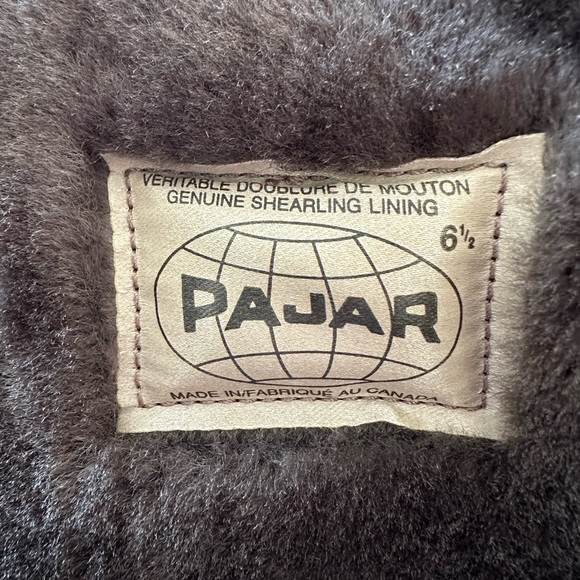 VERITABLE DOUBLURE DE MOUTON
GENUINE SHEARLING LINING
6½
PAJAR
MADE IN/FABRIQUÉ AU CANADA